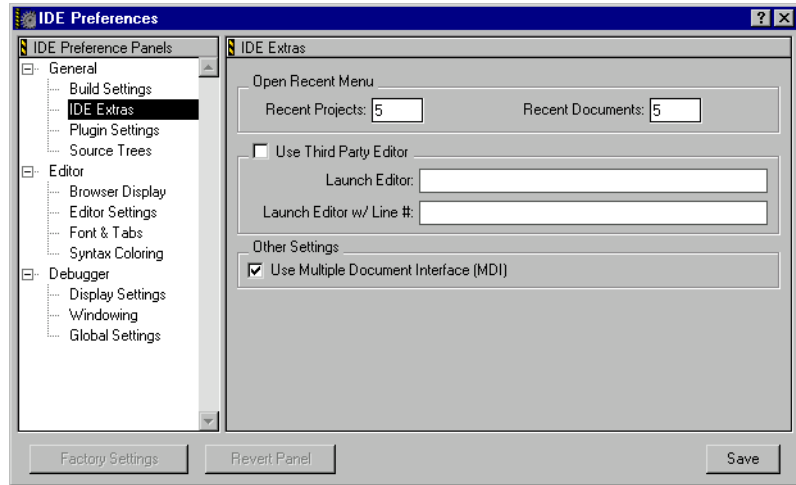 IDE Preferences
IDE Preference Panels
General
Build Settings
IDE Extras
Plugin Settings
Source Trees
Editor
Browser Display
Editor Settings
Font & Tabs
Syntax Coloring
Debugger
Display Settings
Windowing
Global Settings
IDE Extras
Open Recent Menu
Recent Projects: 5 Recent Documents: 5
Use Third Party Editor
Launch Editor:
Launch Editor w/ Line #:
Other Settings
Use Multiple Document Interface (MDI)
Factory Settings Revert Panel Save